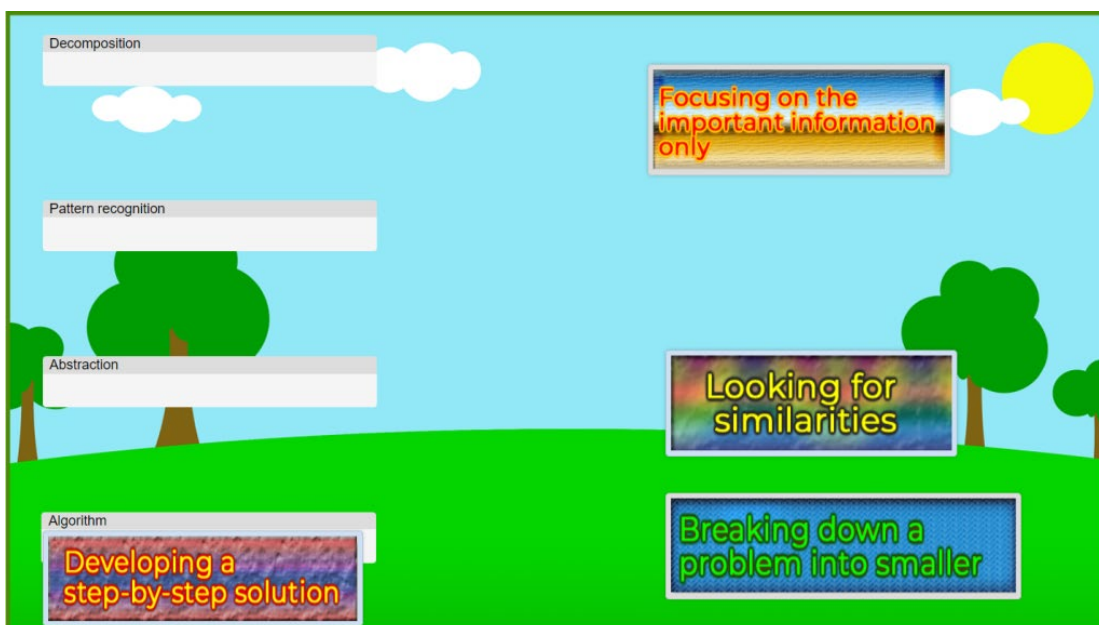 Decomposition
Focusing on the
important information
only
Pattern recognition
Abstraction
Looking for
similarities
Algorithm
Developing a
step-by-step solution
Breaking down a
problem into smaller